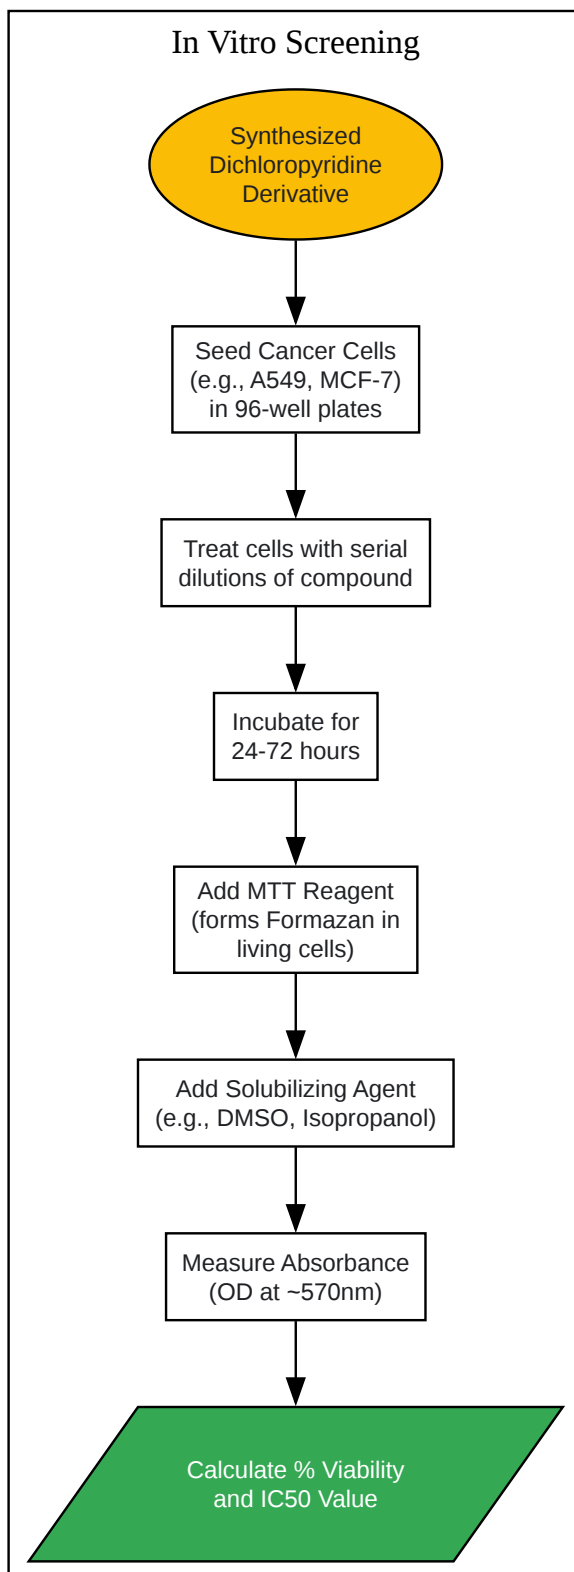 In Vitro Screening
Synthesized
Dichloropyridine
Derivative
Seed Cancer Cells
(e.g., A549, MCF-7)
in 96-well plates
Treat cells with serial
dilutions of compound
Incubate for
24-72 hours
Add MTT Reagent
(forms Formazan in
living cells)
Add Solubilizing Agent
(e.g., DMSO, Isopropanol)
Measure Absorbance
(OD at ~570nm)
Calculate % Viability
and IC50 Value